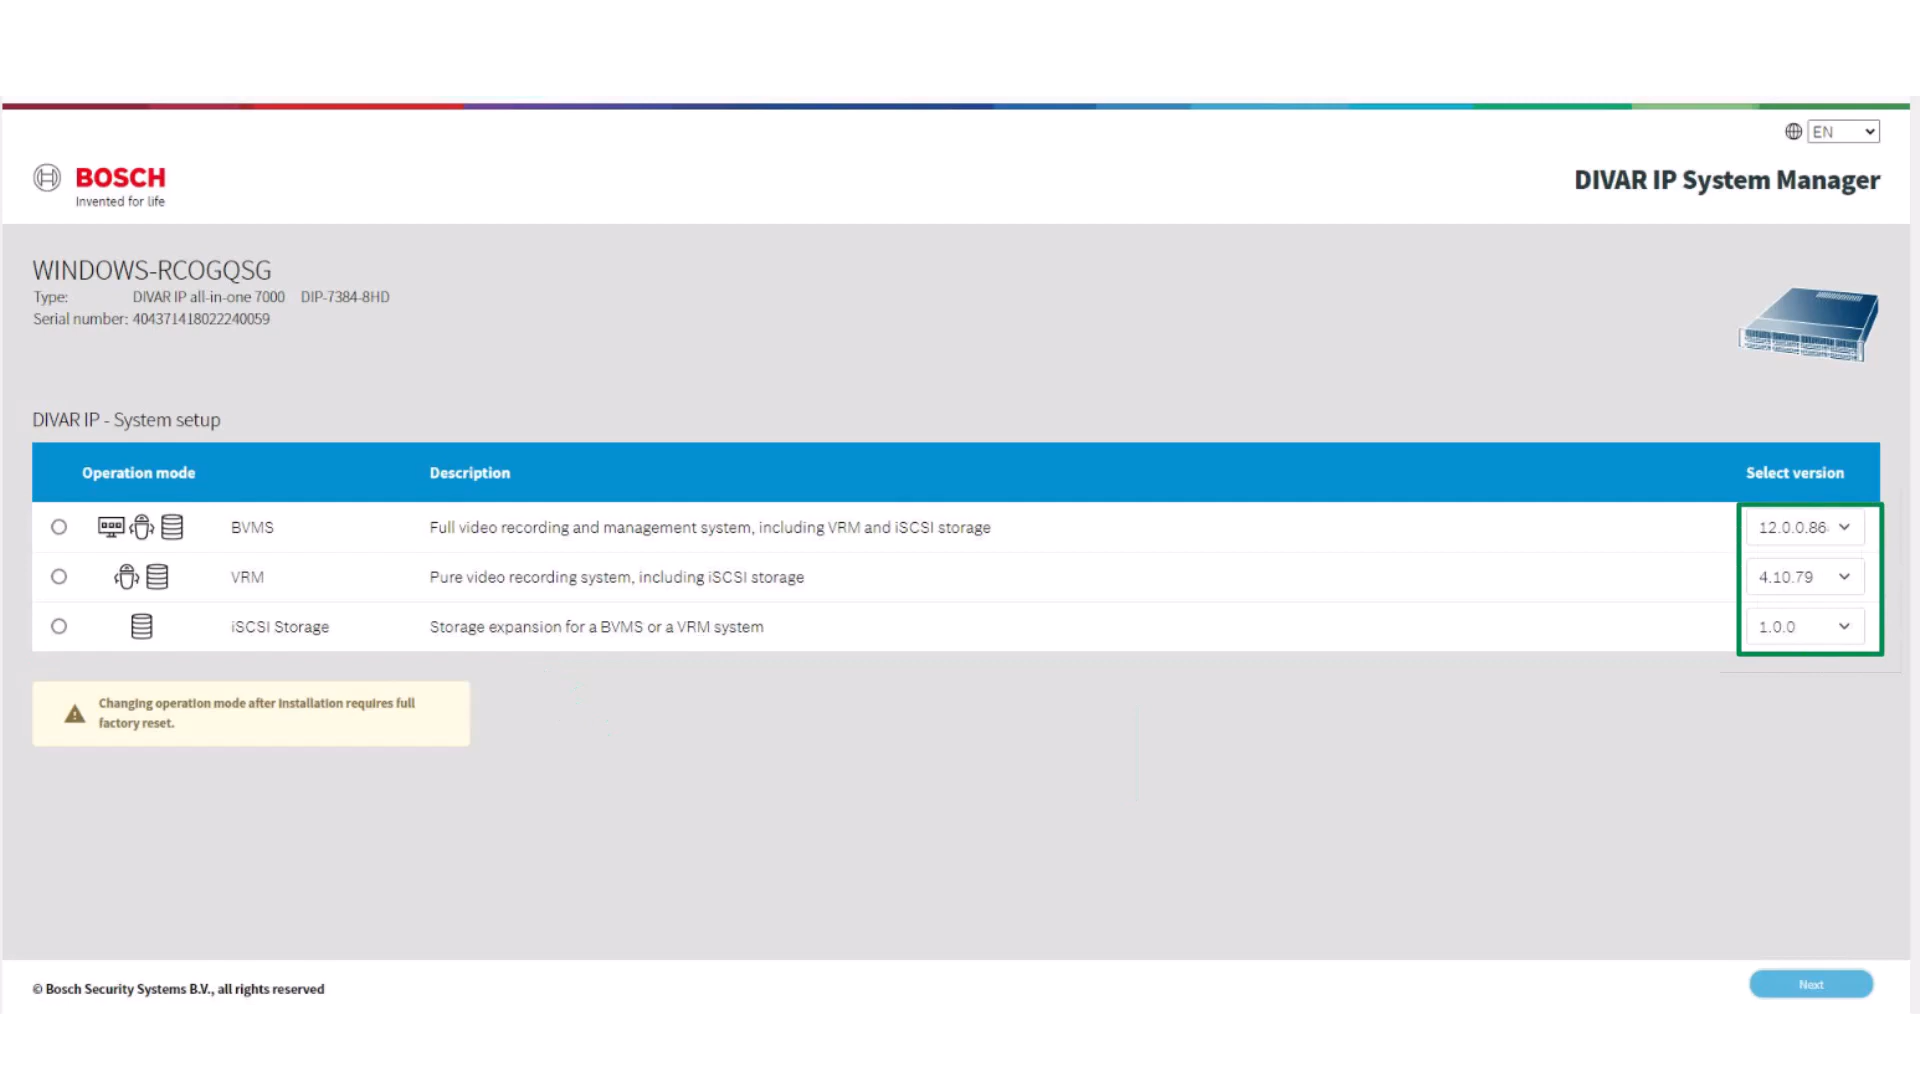 EN
BOSCH
Invented for life
DIVAR IP System Manager
WINDOWS-RCOGQSG
Type: DIVAR IP all-in-one 7000 DIP-7384-8HD
Serial number: 404371418022240059
DIVAR IP - System setup
Operation mode Description Select version
BVMS Full video recording and management system, including VRM and iSCSI storage 12.0.0.86
VRM Pure video recording system, including iSCSI storage 4.10.79
iSCSI Storage Storage expansion for a BVMS or a VRM system 1.0.0
Changing operation mode after installation requires full
factory reset.
© Bosch Security Systems B.V., all rights reserved
Next